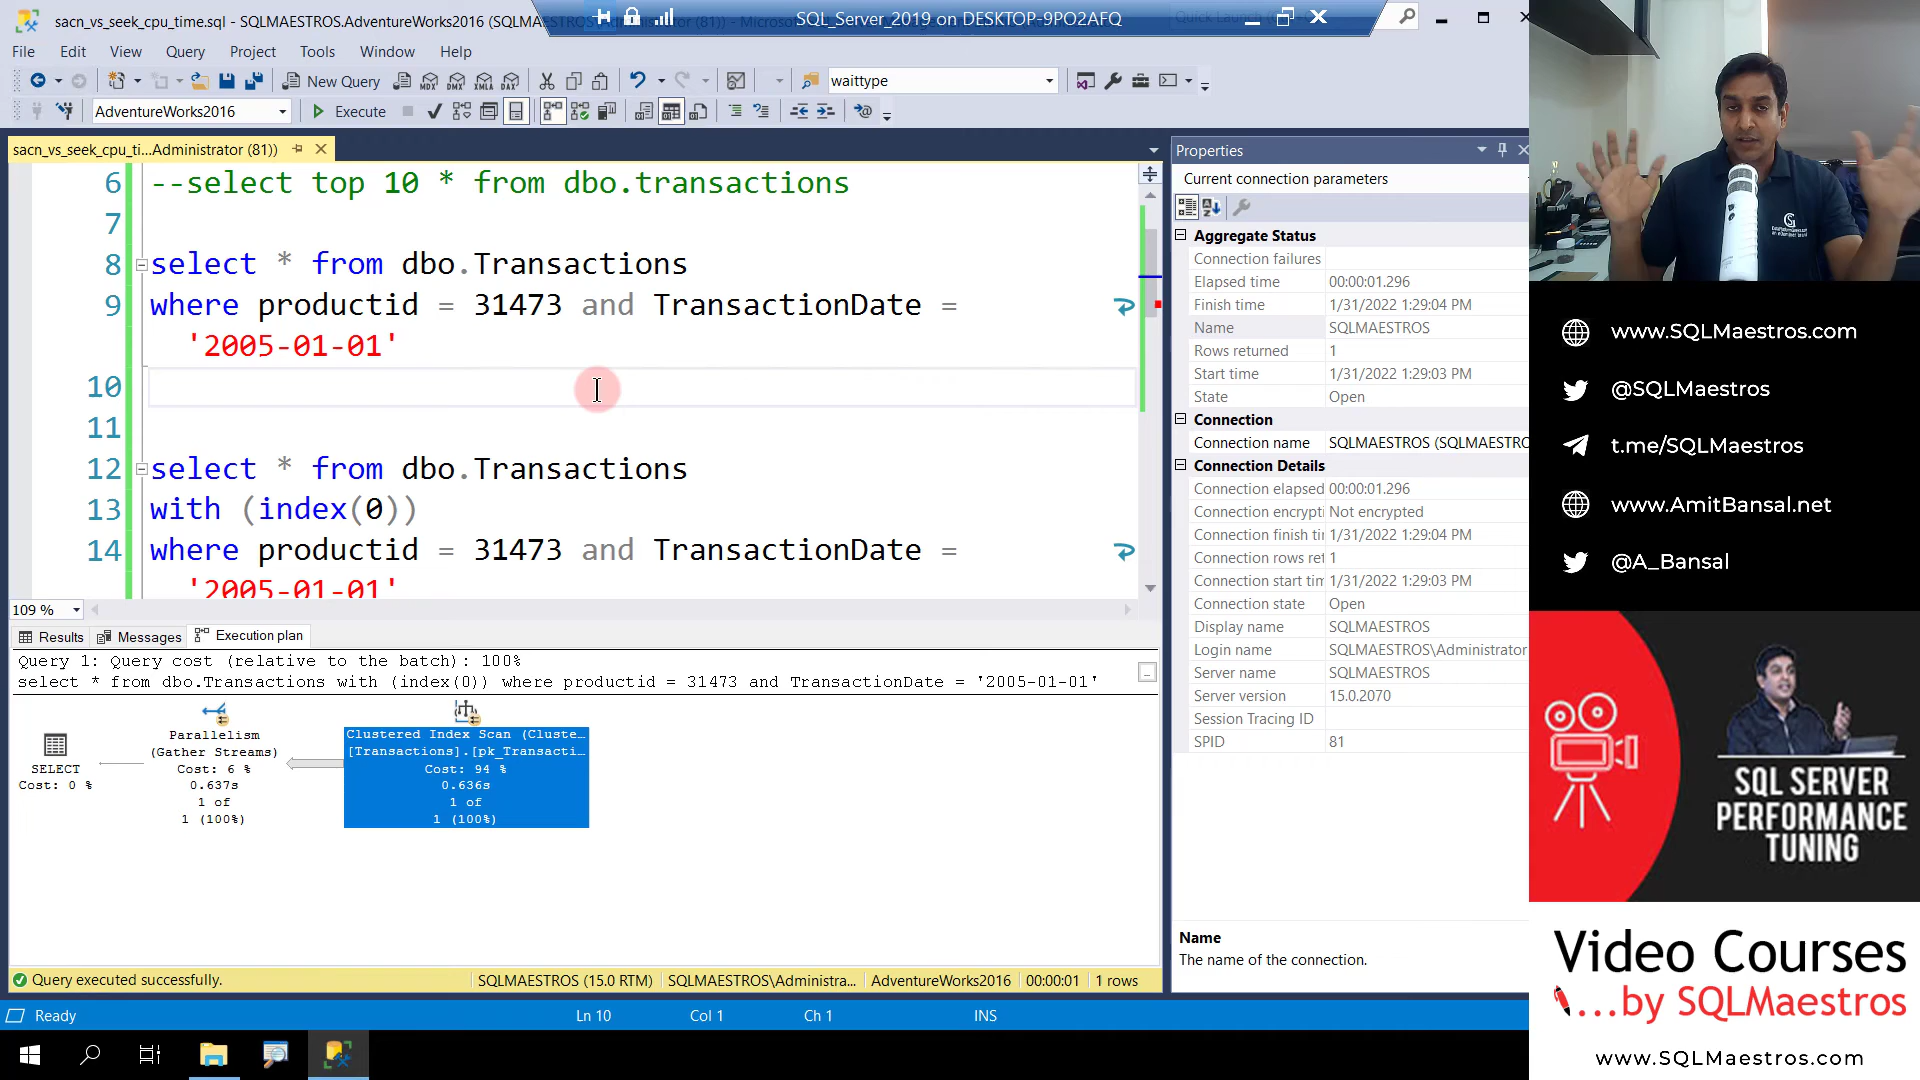 sacn_vs_seek_cpu_time.sql - SQLMAESTROS.AdventureWorks2016 (SQLMAESTROS
(81)) - M
SQL_Server_2019 on DESKTOP-9PO2AFQ
Quick Launch
File Edit View Query Project Tools Window Help
New Query
MDX DMX XMLA DAX
waittype
AdventureWorks2016
Execute
sacn_vs_seek_cpu_ti...Administrator (81))
6 --select top 10 * from dbo.transactions
7
8 select * from dbo.Transactions
9 where productid = 31473 and TransactionDate =
'2005-01-01'
10
11
12 select * from dbo.Transactions
13 with (index(0))
14 where productid = 31473 and TransactionDate =
'2005-01-01'
109 %
Results Messages Execution plan
Query 1: Query cost (relative to the batch): 100%
select * from dbo.Transactions with (index(0)) where productid = 31473 and TransactionDate = '2005-01-01'
SELECT
Cost: 0 %
Parallelism
(Gather Streams)
Cost: 6 %
0.637s
1 of
1 (100%)
Clustered Index Scan (Cluste...
[Transactions].[pk_Transacti...
Cost: 94 %
0.636s
1 of
1 (100%)
Query executed successfully.
SQLMAESTROS (15.0 RTM) SQLMAESTROS\Administra... AdventureWorks2016 00:00:01 1 rows
Ready Ln 10 Col 1 Ch 1 INS
Properties
Current connection parameters
Aggregate Status
Connection failures
Elapsed time 00:00:01.296
Finish time 1/31/2022 1:29:04 PM
Name SQLMAESTROS
Rows returned 1
Start time 1/31/2022 1:29:03 PM
State Open
Connection
Connection name SQLMAESTROS (SQLMAESTRO
Connection Details
Connection elapsed 00:00:01.296
Connection encrypti Not encrypted
Connection finish ti 1/31/2022 1:29:04 PM
Connection rows ret 1
Connection start tim 1/31/2022 1:29:03 PM
Connection state Open
Display name SQLMAESTROS
Login name SQLMAESTROS\Administrator
Server name SQLMAESTROS
Server version 15.0.2070
Session Tracing ID
SPID 81
Name
The name of the connection.
www.SQLMaestros.com
@SQLMaestros
t.me/SQLMaestros
www.AmitBansal.net
@A_Bansal
SQL SERVER
PERFORMANCE
TUNING
Video Courses
...by SQLMaestros
www.SQLMaestros.com